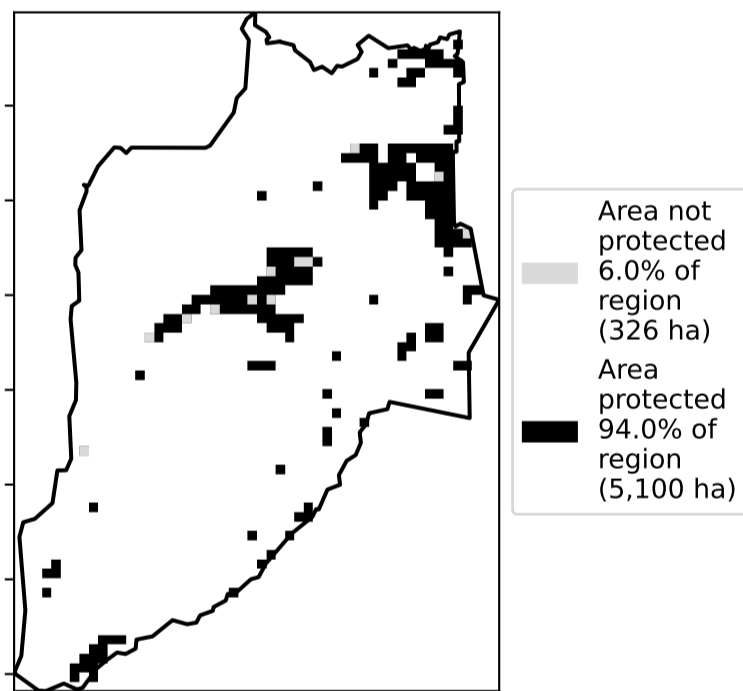 Area not
protected
6.0% of
region
(326 ha)
Area
protected
94.0% of
region
(5,100 ha)